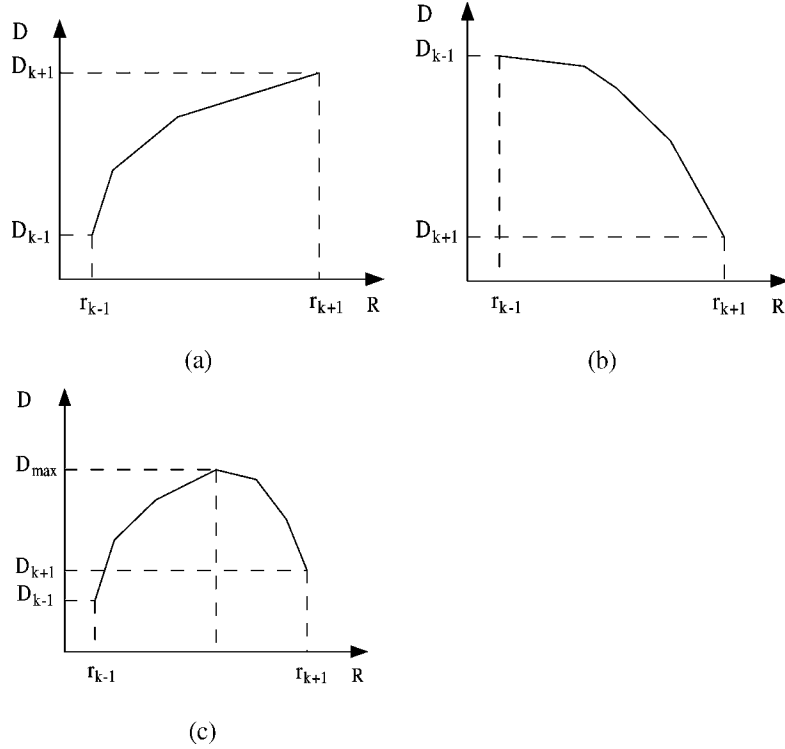 D
D_{k+1}
D_{k-1}
r_{k-1}
r_{k+1}
R
(a)
D
D_{k-1}
D_{k+1}
r_{k-1}
r_{k+1}
R
(b)
D
D_{max}
D_{k+1}
D_{k-1}
r_{k-1}
r_{k+1}
R
(c)